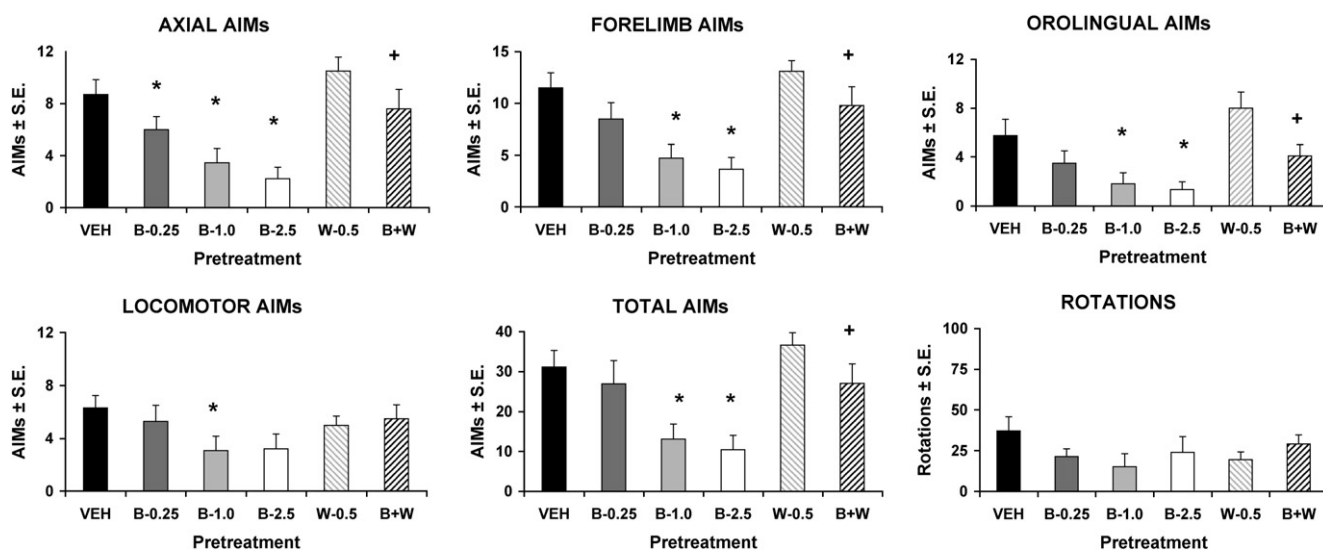 AXIAL AIMs
AIMs ± S.E.
12
8
4
0
*
*
*
+
VEH B-0.25 B-1.0 B-2.5 W-0.5 B+W
Pretreatment
FORELIMB AIMs
AIMs ± S.E.
15
10
5
0
*
*
+
VEH B-0.25 B-1.0 B-2.5 W-0.5 B+W
Pretreatment
OROLINGUAL AIMs
AIMs ± S.E.
12
8
4
0
*
*
+
VEH B-0.25 B-1.0 B-2.5 W-0.5 B+W
Pretreatment
LOCOMOTOR AIMs
AIMs ± S.E.
12
8
4
0
*
VEH B-0.25 B-1.0 B-2.5 W-0.5 B+W
Pretreatment
TOTAL AIMs
AIMs ± S.E.
40
30
20
10
0
*
*
+
VEH B-0.25 B-1.0 B-2.5 W-0.5 B+W
Pretreatment
ROTATIONS
Rotations ± S.E.
100
75
50
25
0
VEH B-0.25 B-1.0 B-2.5 W-0.5 B+W
Pretreatment